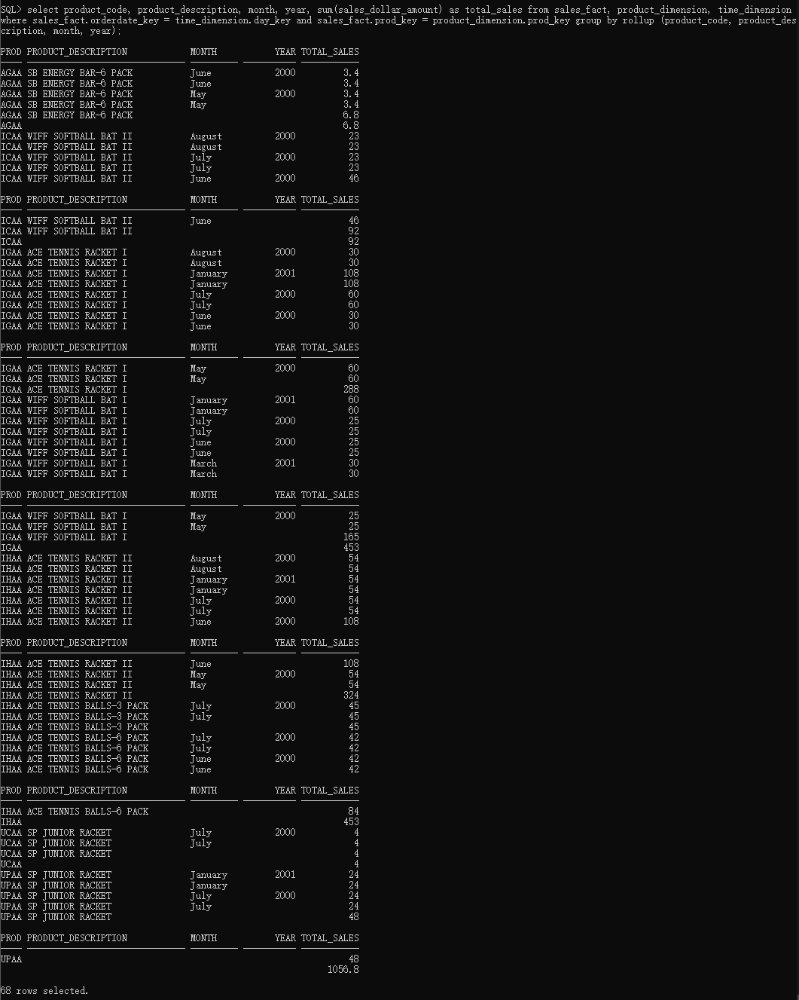 SQL> select product_code, product_description, month, year, sum(sales_dollar_amount) as total_sales from sales_fact, product_dimension, time_dimension
where sales_fact.orderdate_key = time_dimension.day_key and sales_fact.prod_key = product_dimension.prod_key group by rollup (product_code, product_des
cription, month, year);
PROD PRODUCT_DESCRIPTION MONTH YEAR TOTAL_SALES
AGAA SB ENERGY BAR-6 PACK June 2000 3.4
AGAA SB ENERGY BAR-6 PACK June 3.4
AGAA SB ENERGY BAR-6 PACK May 2000 3.4
AGAA SB ENERGY BAR-6 PACK May 3.4
AGAA SB ENERGY BAR-6 PACK 6.8
AGAA 6.8
ICAA WIFF SOFTBALL BAT II August 2000 23
ICAA WIFF SOFTBALL BAT II August 23
ICAA WIFF SOFTBALL BAT II July 2000 23
ICAA WIFF SOFTBALL BAT II July 23
ICAA WIFF SOFTBALL BAT II June 2000 46
PROD PRODUCT_DESCRIPTION MONTH YEAR TOTAL_SALES
ICAA WIFF SOFTBALL BAT II June 46
ICAA WIFF SOFTBALL BAT II 92
ICAA 92
IGAA ACE TENNIS RACKET I August 2000 30
IGAA ACE TENNIS RACKET I August 30
IGAA ACE TENNIS RACKET I January 2001 108
IGAA ACE TENNIS RACKET I January 108
IGAA ACE TENNIS RACKET I July 2000 60
IGAA ACE TENNIS RACKET I July 60
IGAA ACE TENNIS RACKET I June 2000 30
IGAA ACE TENNIS RACKET I June 30
PROD PRODUCT_DESCRIPTION MONTH YEAR TOTAL_SALES
IGAA ACE TENNIS RACKET I May 2000 60
IGAA ACE TENNIS RACKET I May 60
IGAA ACE TENNIS RACKET I 288
IGAA WIFF SOFTBALL BAT I January 2001 60
IGAA WIFF SOFTBALL BAT I January 60
IGAA WIFF SOFTBALL BAT I July 2000 25
IGAA WIFF SOFTBALL BAT I July 25
IGAA WIFF SOFTBALL BAT I June 2000 25
IGAA WIFF SOFTBALL BAT I June 25
IGAA WIFF SOFTBALL BAT I March 2001 30
IGAA WIFF SOFTBALL BAT I March 30
PROD PRODUCT_DESCRIPTION MONTH YEAR TOTAL_SALES
IGAA WIFF SOFTBALL BAT I May 2000 25
IGAA WIFF SOFTBALL BAT I May 25
IGAA WIFF SOFTBALL BAT I 165
IGAA 453
IHAA ACE TENNIS RACKET II August 2000 54
IHAA ACE TENNIS RACKET II August 54
IHAA ACE TENNIS RACKET II January 2001 54
IHAA ACE TENNIS RACKET II January 54
IHAA ACE TENNIS RACKET II July 2000 54
IHAA ACE TENNIS RACKET II July 54
IHAA ACE TENNIS RACKET II June 2000 108
PROD PRODUCT_DESCRIPTION MONTH YEAR TOTAL_SALES
IHAA ACE TENNIS RACKET II June 108
IHAA ACE TENNIS RACKET II May 2000 54
IHAA ACE TENNIS RACKET II May 54
IHAA ACE TENNIS RACKET II 324
IHAA ACE TENNIS BALLS-3 PACK July 2000 45
IHAA ACE TENNIS BALLS-3 PACK July 45
IHAA ACE TENNIS BALLS-3 PACK 45
IHAA ACE TENNIS BALLS-6 PACK July 2000 42
IHAA ACE TENNIS BALLS-6 PACK July 42
IHAA ACE TENNIS BALLS-6 PACK June 2000 42
IHAA ACE TENNIS BALLS-6 PACK June 42
PROD PRODUCT_DESCRIPTION MONTH YEAR TOTAL_SALES
IHAA ACE TENNIS BALLS-6 PACK 84
IHAA 453
UCAA SP JUNIOR RACKET July 2000 4
UCAA SP JUNIOR RACKET July 4
UCAA SP JUNIOR RACKET 4
UCAA 4
UPAA SP JUNIOR RACKET January 2001 24
UPAA SP JUNIOR RACKET January 24
UPAA SP JUNIOR RACKET July 2000 24
UPAA SP JUNIOR RACKET July 24
UPAA SP JUNIOR RACKET 48
PROD PRODUCT_DESCRIPTION MONTH YEAR TOTAL_SALES
UPAA 48
1056.8
68 rows selected.